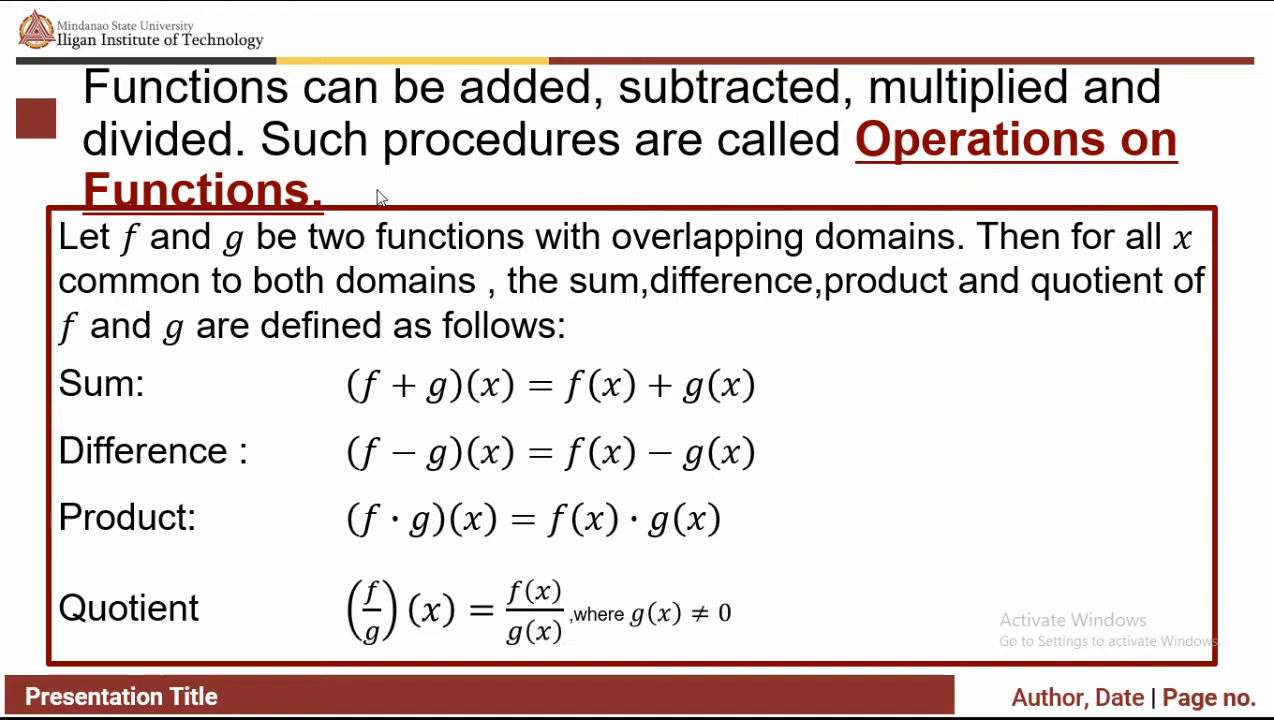 Mindanao State University
Iligan Institute of Technology
Functions can be added, subtracted, multiplied and
divided. Such procedures are called Operations on
Functions.
Let f and g be two functions with overlapping domains. Then for all x
common to both domains , the sum,difference,product and quotient of
f and g are defined as follows:
Sum: (f + g)(x) = f(x) + g(x)
Difference : (f − g)(x) = f(x) − g(x)
Product: (f · g)(x) = f(x) · g(x)
Quotient (f/g)(x) = f(x)/g(x) ,where g(x) ≠ 0
Activate Windows
Go to Settings to activate Windows.
Presentation Title
Author, Date | Page no.